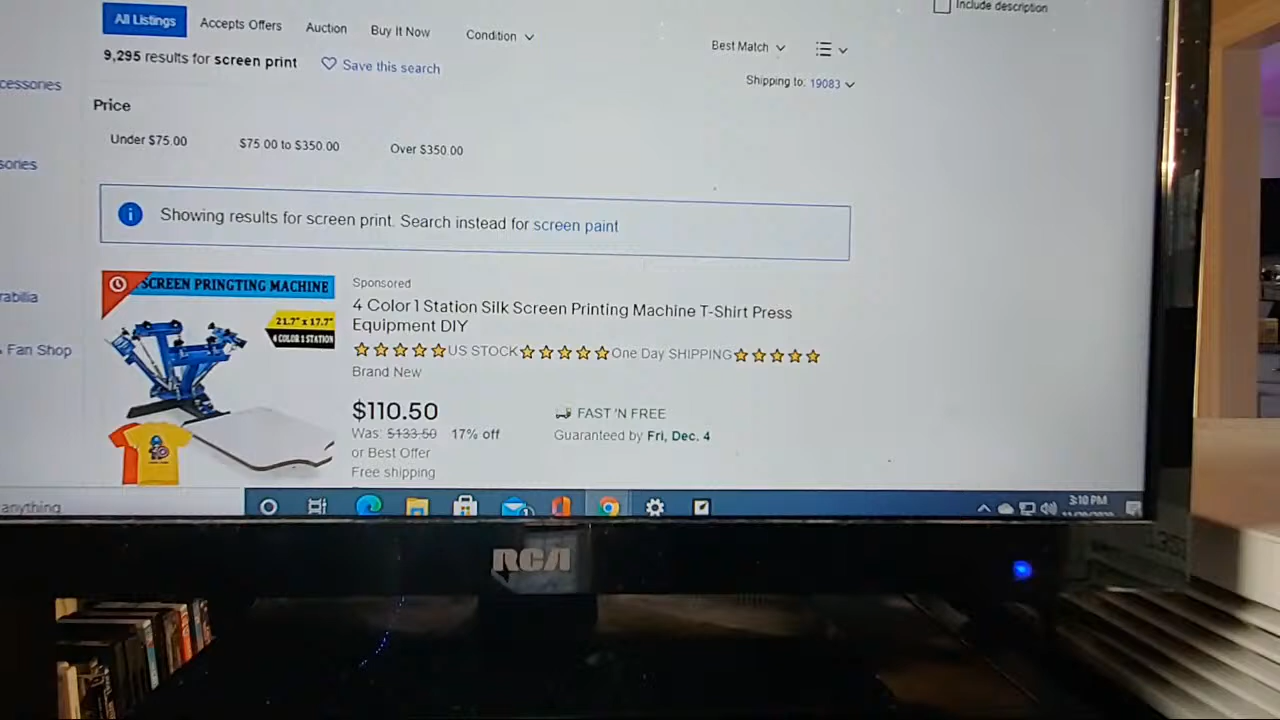 Include description
All Listings Accepts Offers Auction Buy It Now Condition
Best Match
9,295 results for screen print Save this search
Shipping to: 19083
cessories
Price
Under $75.00 $75.00 to $350.00 Over $350.00
sories
i Showing results for screen print. Search instead for screen paint
SCREEN PRINGTING MACHINE
21.7" x 17.7"
4 COLOR 1 STATION
Sponsored
4 Color 1 Station Silk Screen Printing Machine T-Shirt Press
Equipment DIY
US STOCK One Day SHIPPING
Brand New
rabilia
Fan Shop
$110.50
FAST 'N FREE
Was: $133.50 17% off
Guaranteed by Fri, Dec. 4
or Best Offer
Free shipping
anything
3:10 PM
RCA